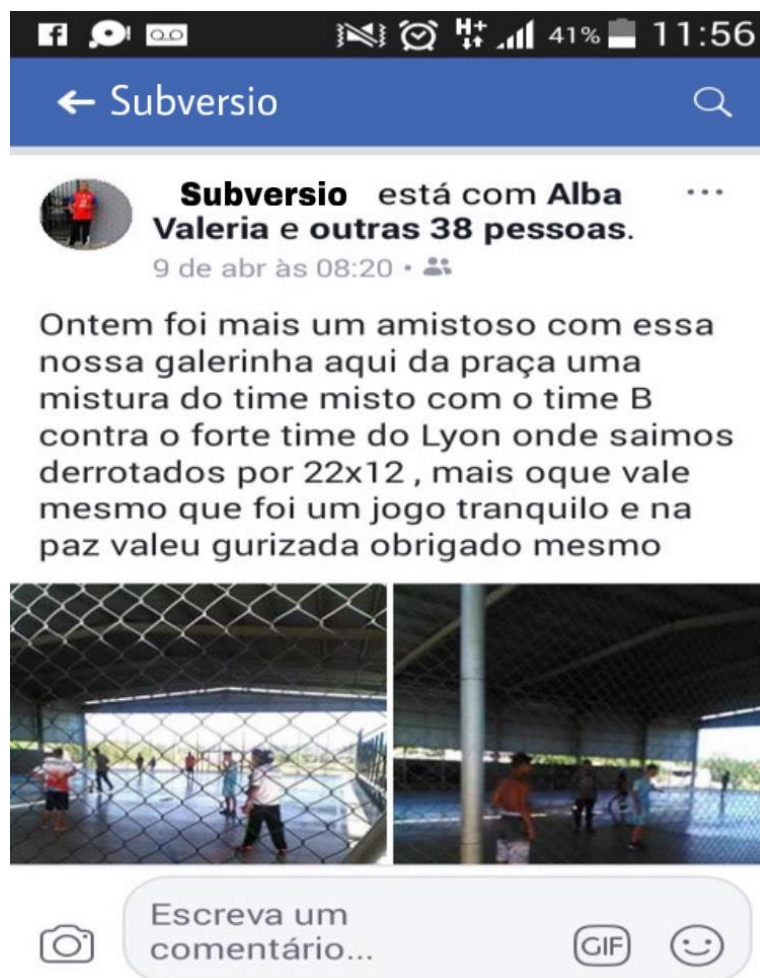 H+ 41% 11:56
← Subversio
Subversio está com Alba
Valeria e outras 38 pessoas.
9 de abr às 08:20 •
Ontem foi mais um amistoso com essa
nossa galerinha aqui da praça uma
mistura do time misto com o time B
contra o forte time do Lyon onde saimos
derrotados por 22x12 , mais oque vale
mesmo que foi um jogo tranquilo e na
paz valeu gurizada obrigado mesmo
Escreva um
comentário...
GIF